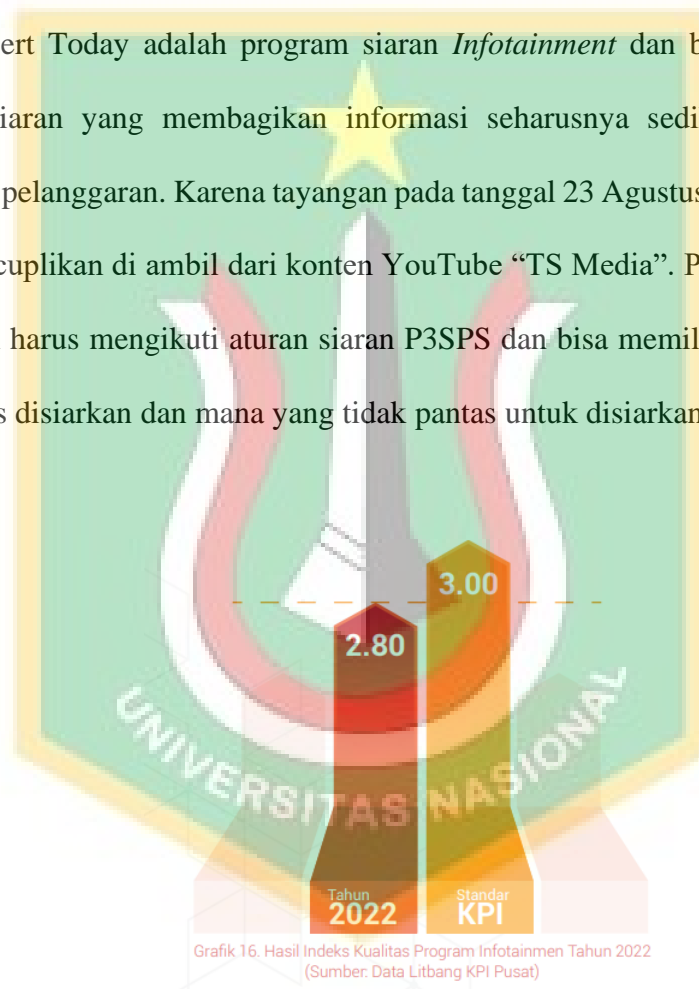 ert Today adalah program siaran Infotainment dan b
iaran yang membagikan informasi seharusnya sedi
pelanggaran. Karena tayangan pada tanggal 23 Agustus
cuplikan di ambil dari konten YouTube “TS Media”. P
harus mengikuti aturan siaran P3SPS dan bisa memil
s disiarkan dan mana yang tidak pantas untuk disiarkan
3.00
2.80
UNIVERSITAS NASIONAL
Tahun
2022
Standar
KPI
Grafik 16. Hasil Indeks Kualitas Program Infotainmen Tahun 2022
(Sumber: Data Litbang KPI Pusat)